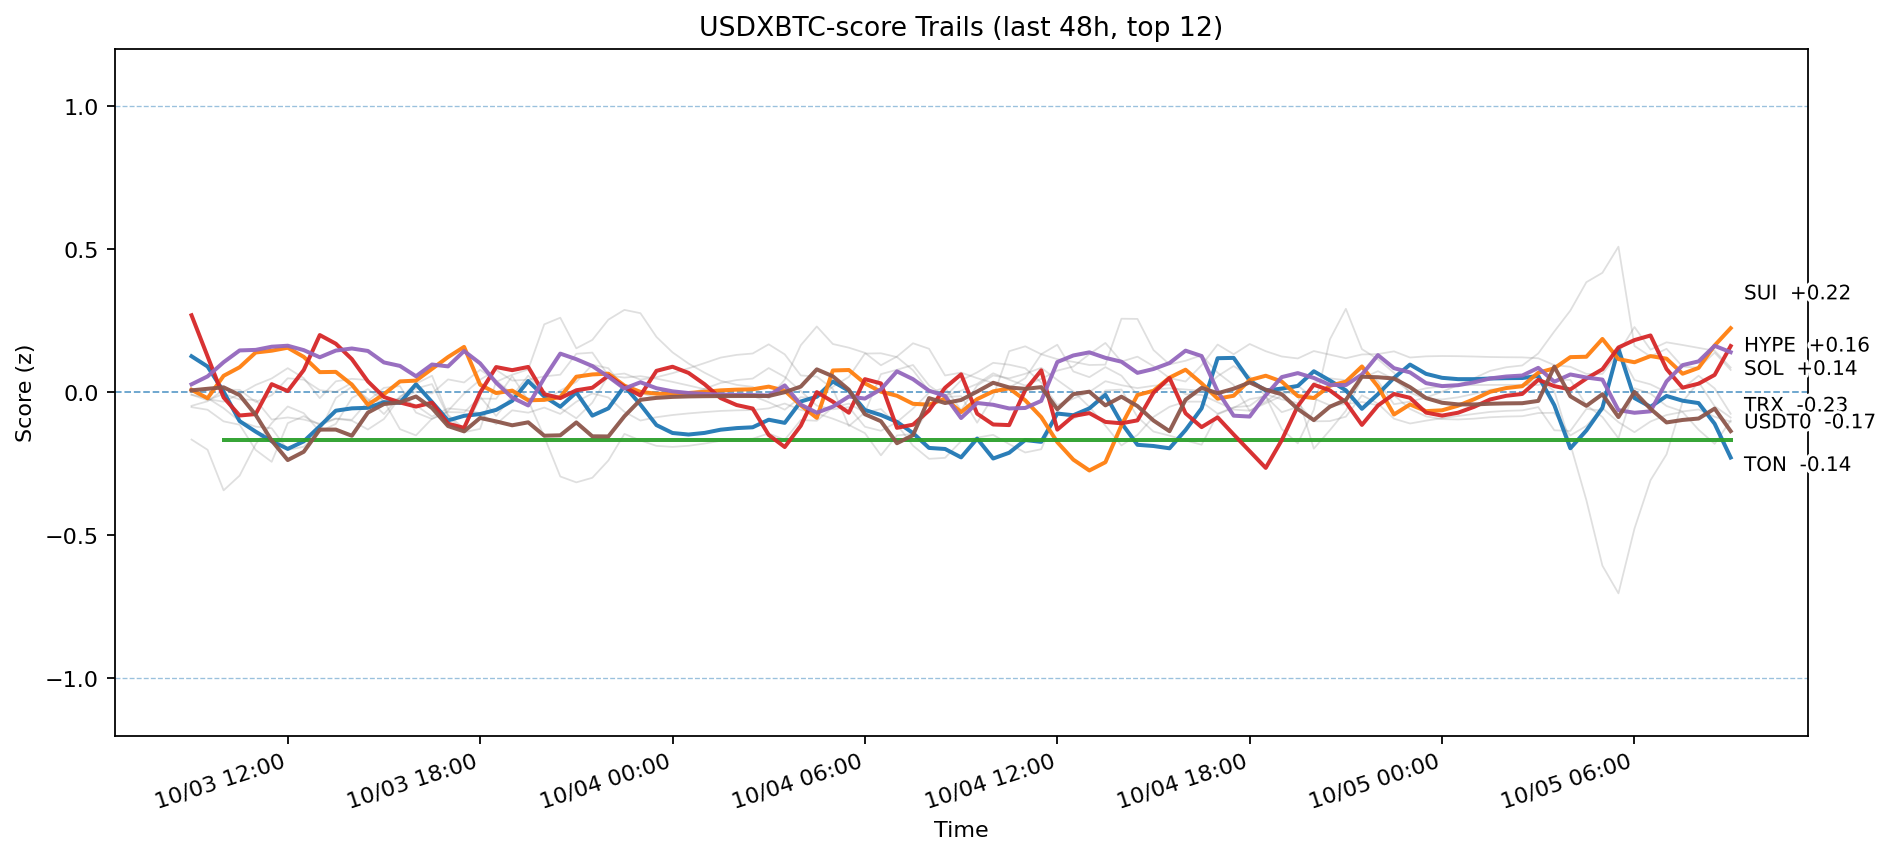 USDXBTC-score Trails (last 48h, top 12)
Score (z)
1.0
0.5
0.0
−0.5
−1.0
SUI +0.22
HYPE +0.16
SOL +0.14
TRX -0.23
USDT0 -0.17
TON -0.14
10/03 12:00
10/03 18:00
10/04 00:00
10/04 06:00
10/04 12:00
10/04 18:00
10/05 00:00
10/05 06:00
Time